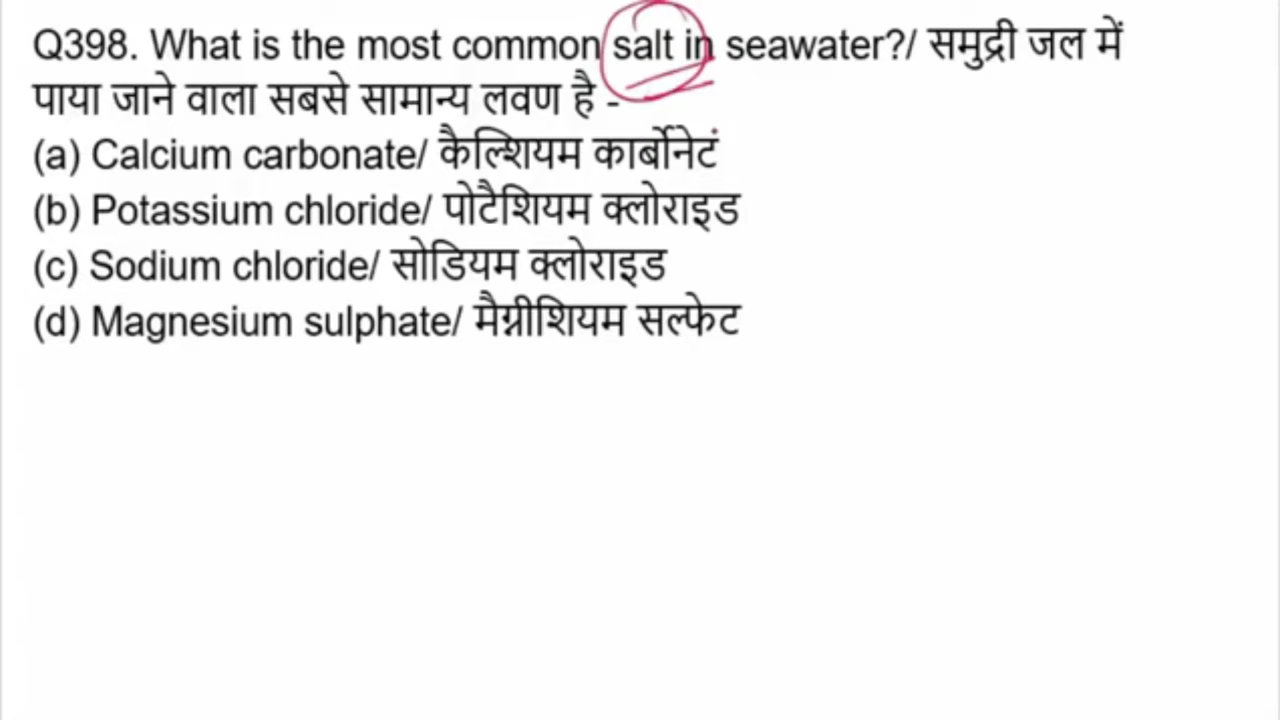 Q398. What is the most common salt in seawater?/ समुद्री जल में
पाया जाने वाला सबसे सामान्य लवण है -
(a) Calcium carbonate/ कैल्शियम कार्बोनेट
(b) Potassium chloride/ पोटैशियम क्लोराइड
(c) Sodium chloride/ सोडियम क्लोराइड
(d) Magnesium sulphate/ मैग्नीशियम सल्फेट